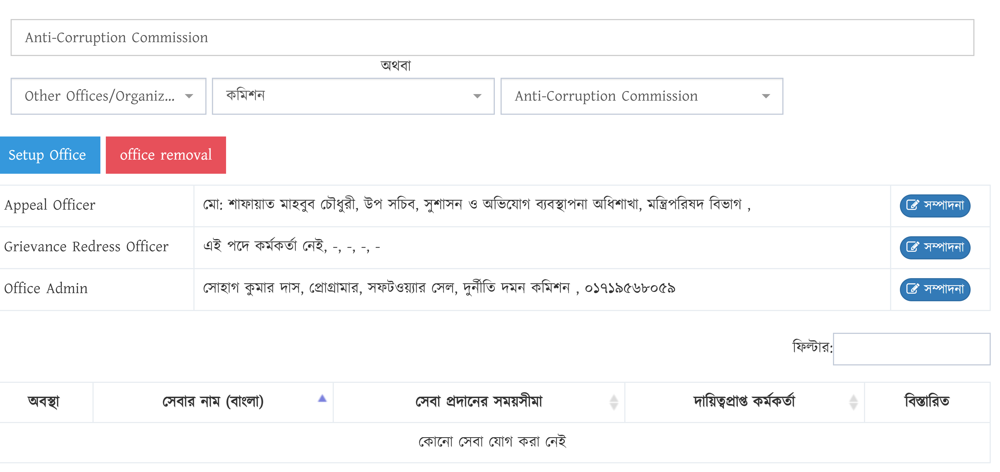 Anti-Corruption Commission
অথবা
Other Offices/Organiz... কমিশন Anti-Corruption Commission
Setup Office office removal
Appeal Officer মো: শাফায়াত মাহবুব চৌধুরী, উপ সচিব, সুশাসন ও অভিযোগ ব্যবস্থাপনা অধিশাখা, মন্ত্রিপরিষদ বিভাগ , সম্পাদনা
Grievance Redress Officer এই পদে কর্মকর্তা নেই, -, -, -, - সম্পাদনা
Office Admin সোহাগ কুমার দাস, প্রোগ্রামার, সফটওয়্যার সেল, দুর্নীতি দমন কমিশন , ০১৭১৯৫৬৮০৫৯ সম্পাদনা
ফিল্টার:
অবস্থা সেবার নাম (বাংলা) সেবা প্রদানের সময়সীমা দায়িত্বপ্রাপ্ত কর্মকর্তা বিস্তারিত
কোনো সেবা যোগ করা নেই